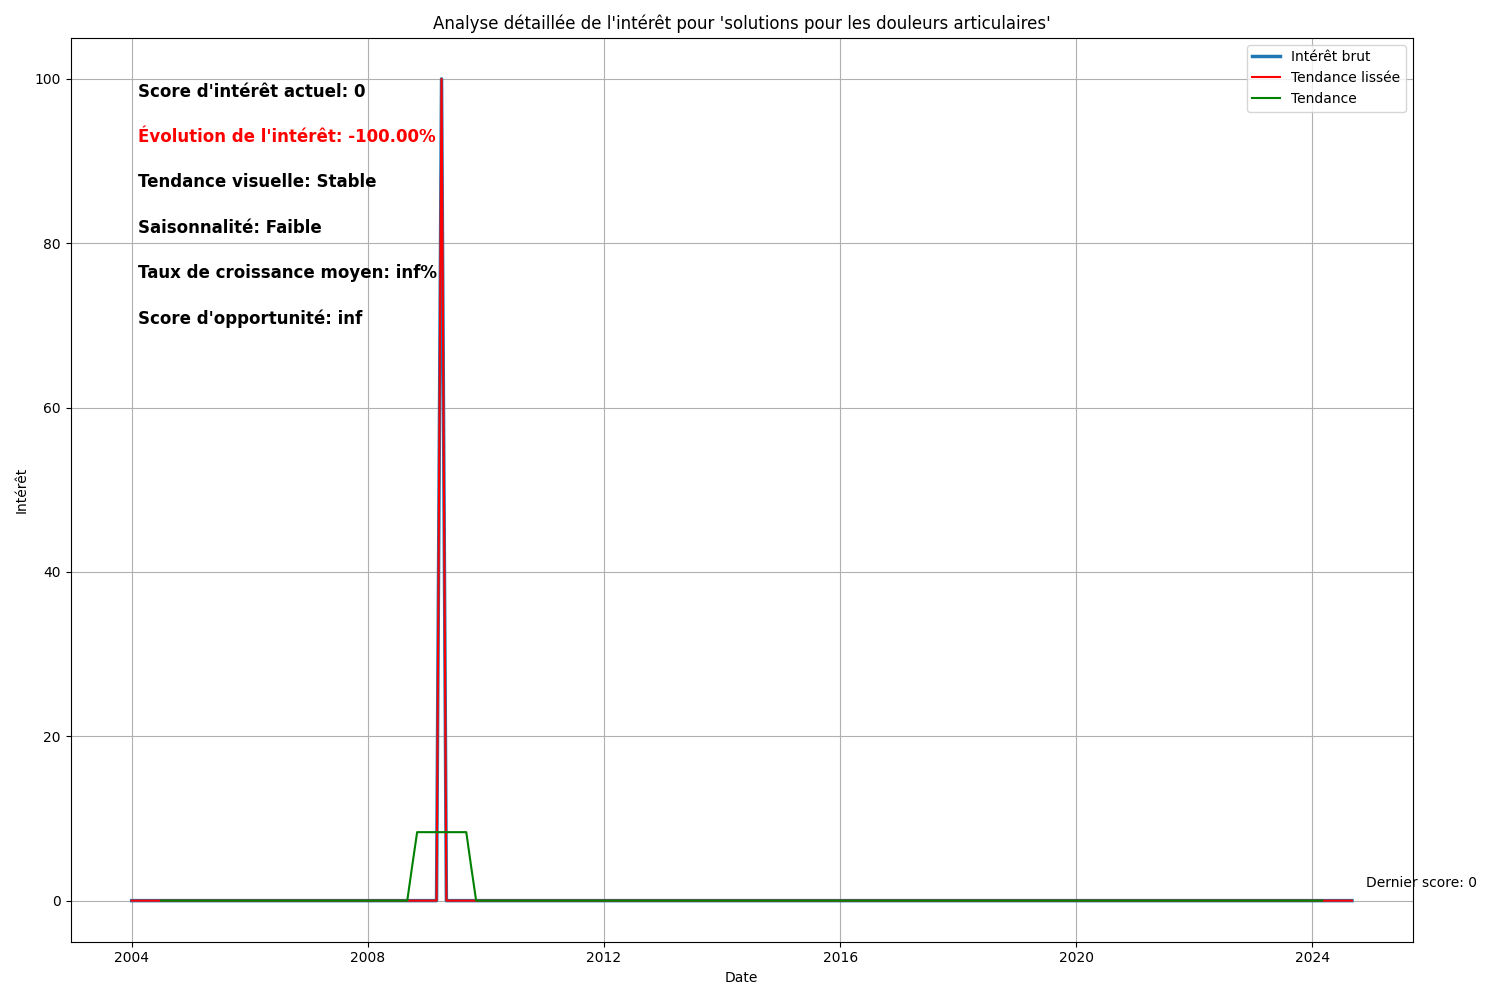 Analyse détaillée de l'intérêt pour 'solutions pour les douleurs articulaires'
Intérêt brut
Tendance lissée
Tendance
Score d'intérêt actuel: 0
Évolution de l'intérêt: -100.00%
Tendance visuelle: Stable
Saisonnalité: Faible
Taux de croissance moyen: inf%
Score d'opportunité: inf
100
80
60
40
20
0
Intérêt
Dernier score: 0
2004
2008
2012
2016
2020
2024
Date